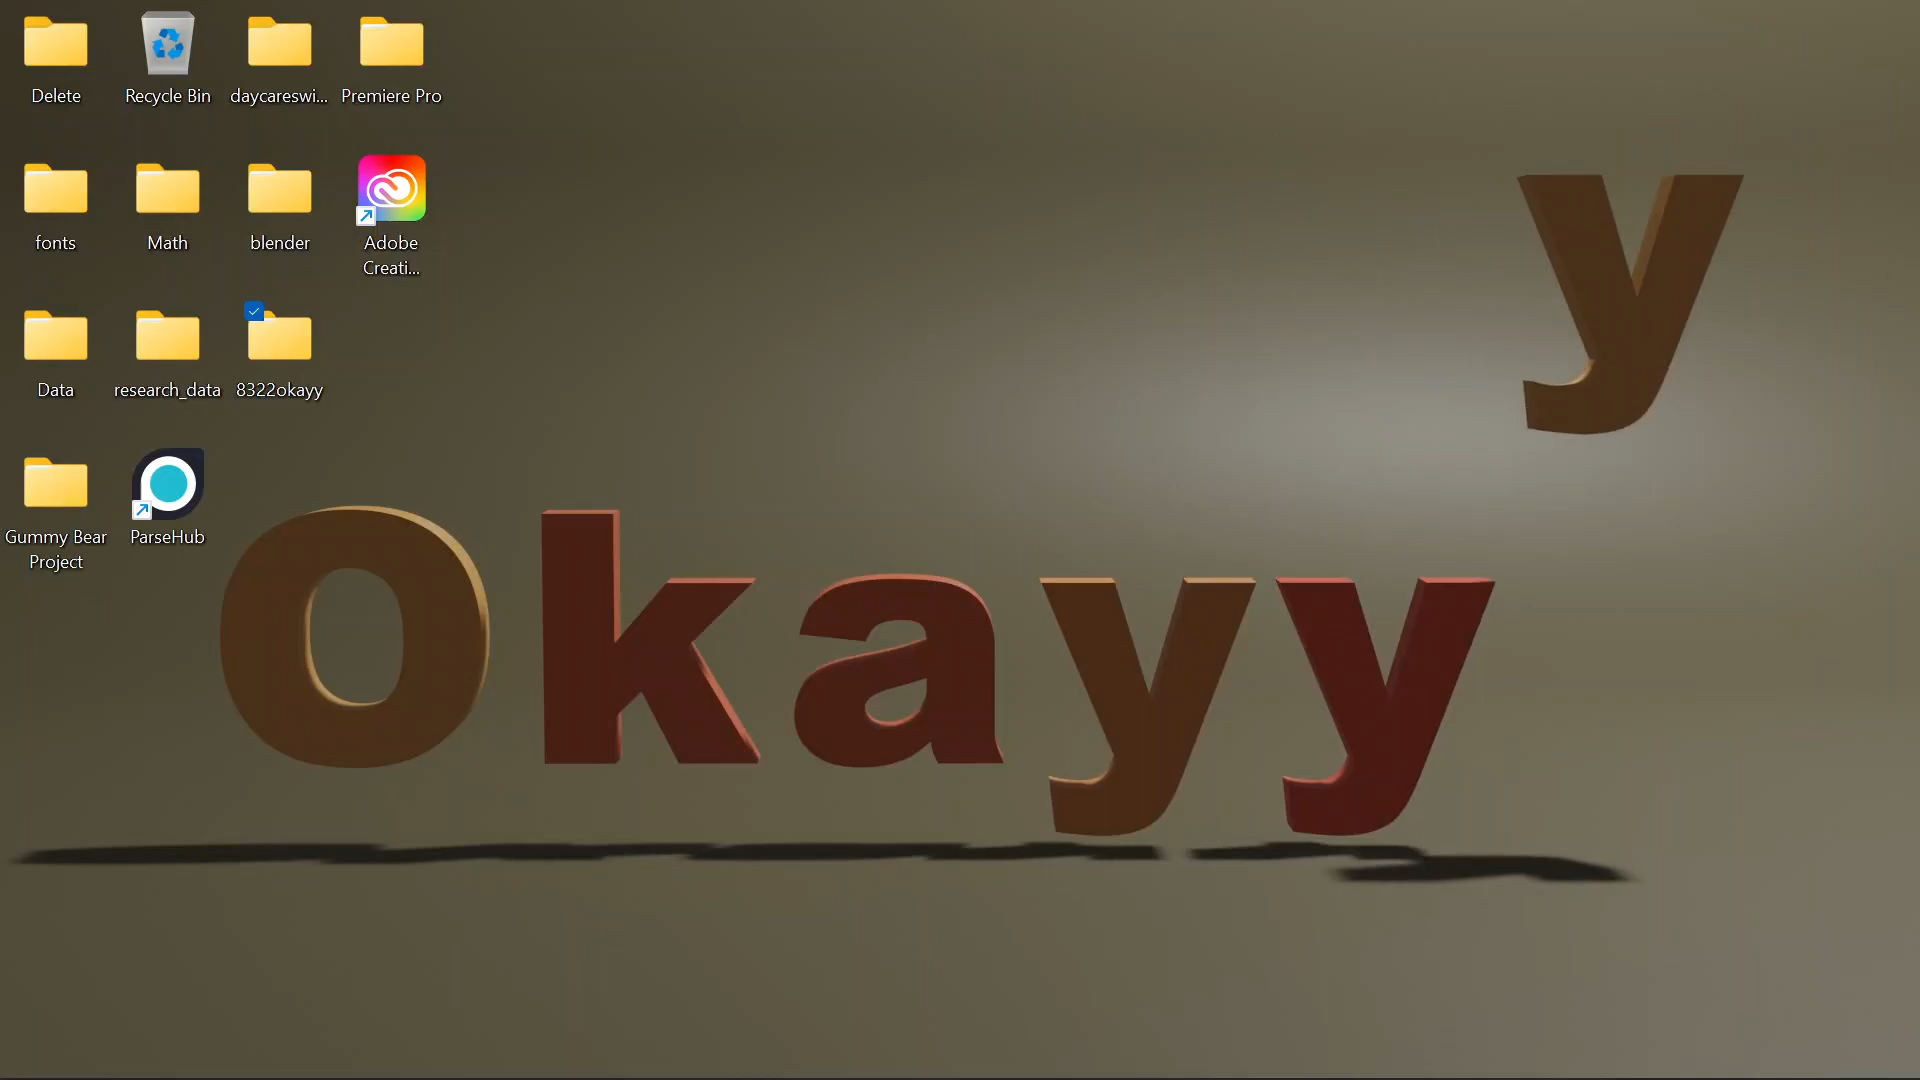 Delete
Recycle Bin
daycareswi...
Premiere Pro
fonts
Math
blender
Adobe
Creati...
Data
research_data
8322okayy
Gummy Bear
Project
ParseHub
y
Okayy